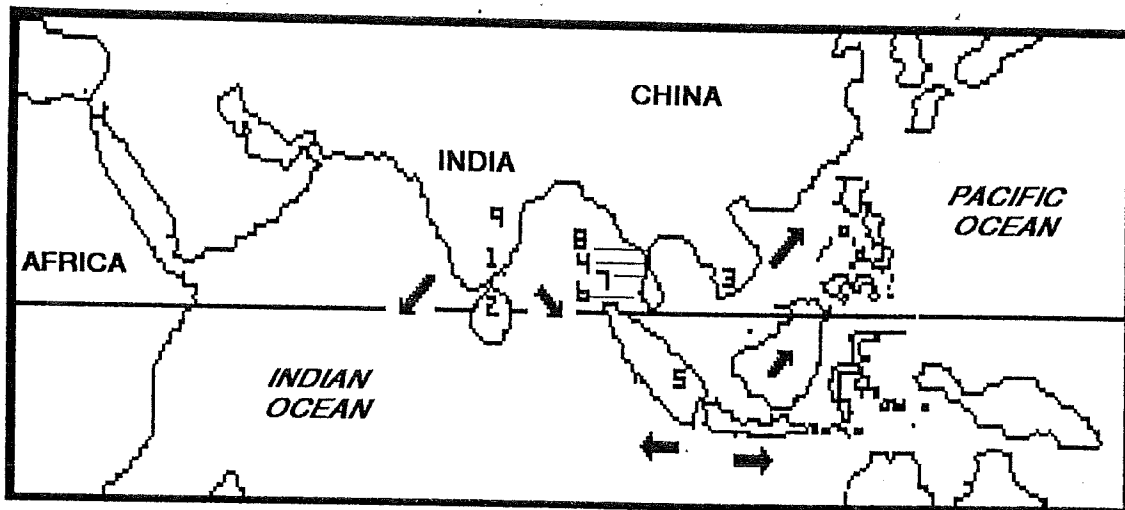 CHINA
INDIA
PACIFIC
OCEAN
9
8
AFRICA
1
4
3
7
6
2
INDIAN
OCEAN
5